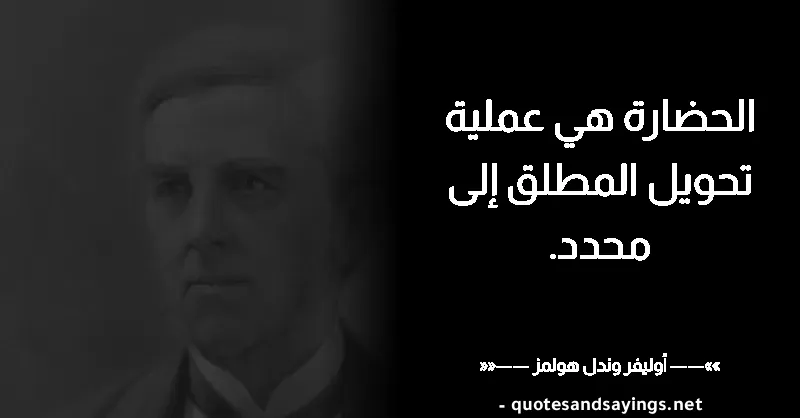 الحضارة هي عملية
تحويل المطلق إلى
محدد.
»»—— أوليفر وندل هولمز ——««
- quotesandsayings.net